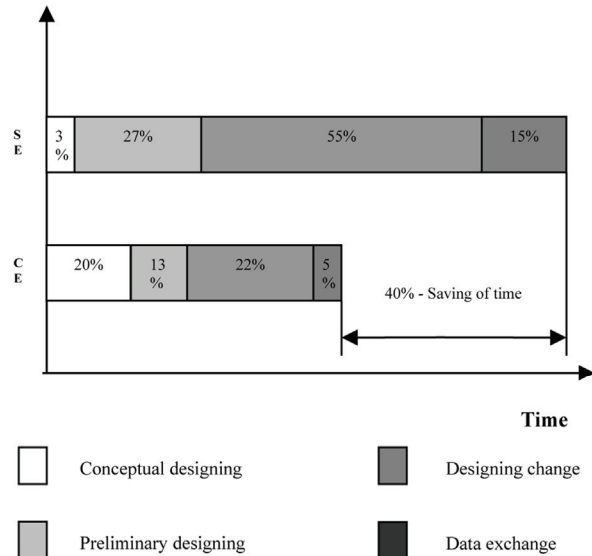 S
E
3
%
27%
55%
15%
C
E
20%
13
%
22%
5
%
40% - Saving of time
Time
Conceptual designing
Designing change
Preliminary designing
Data exchange